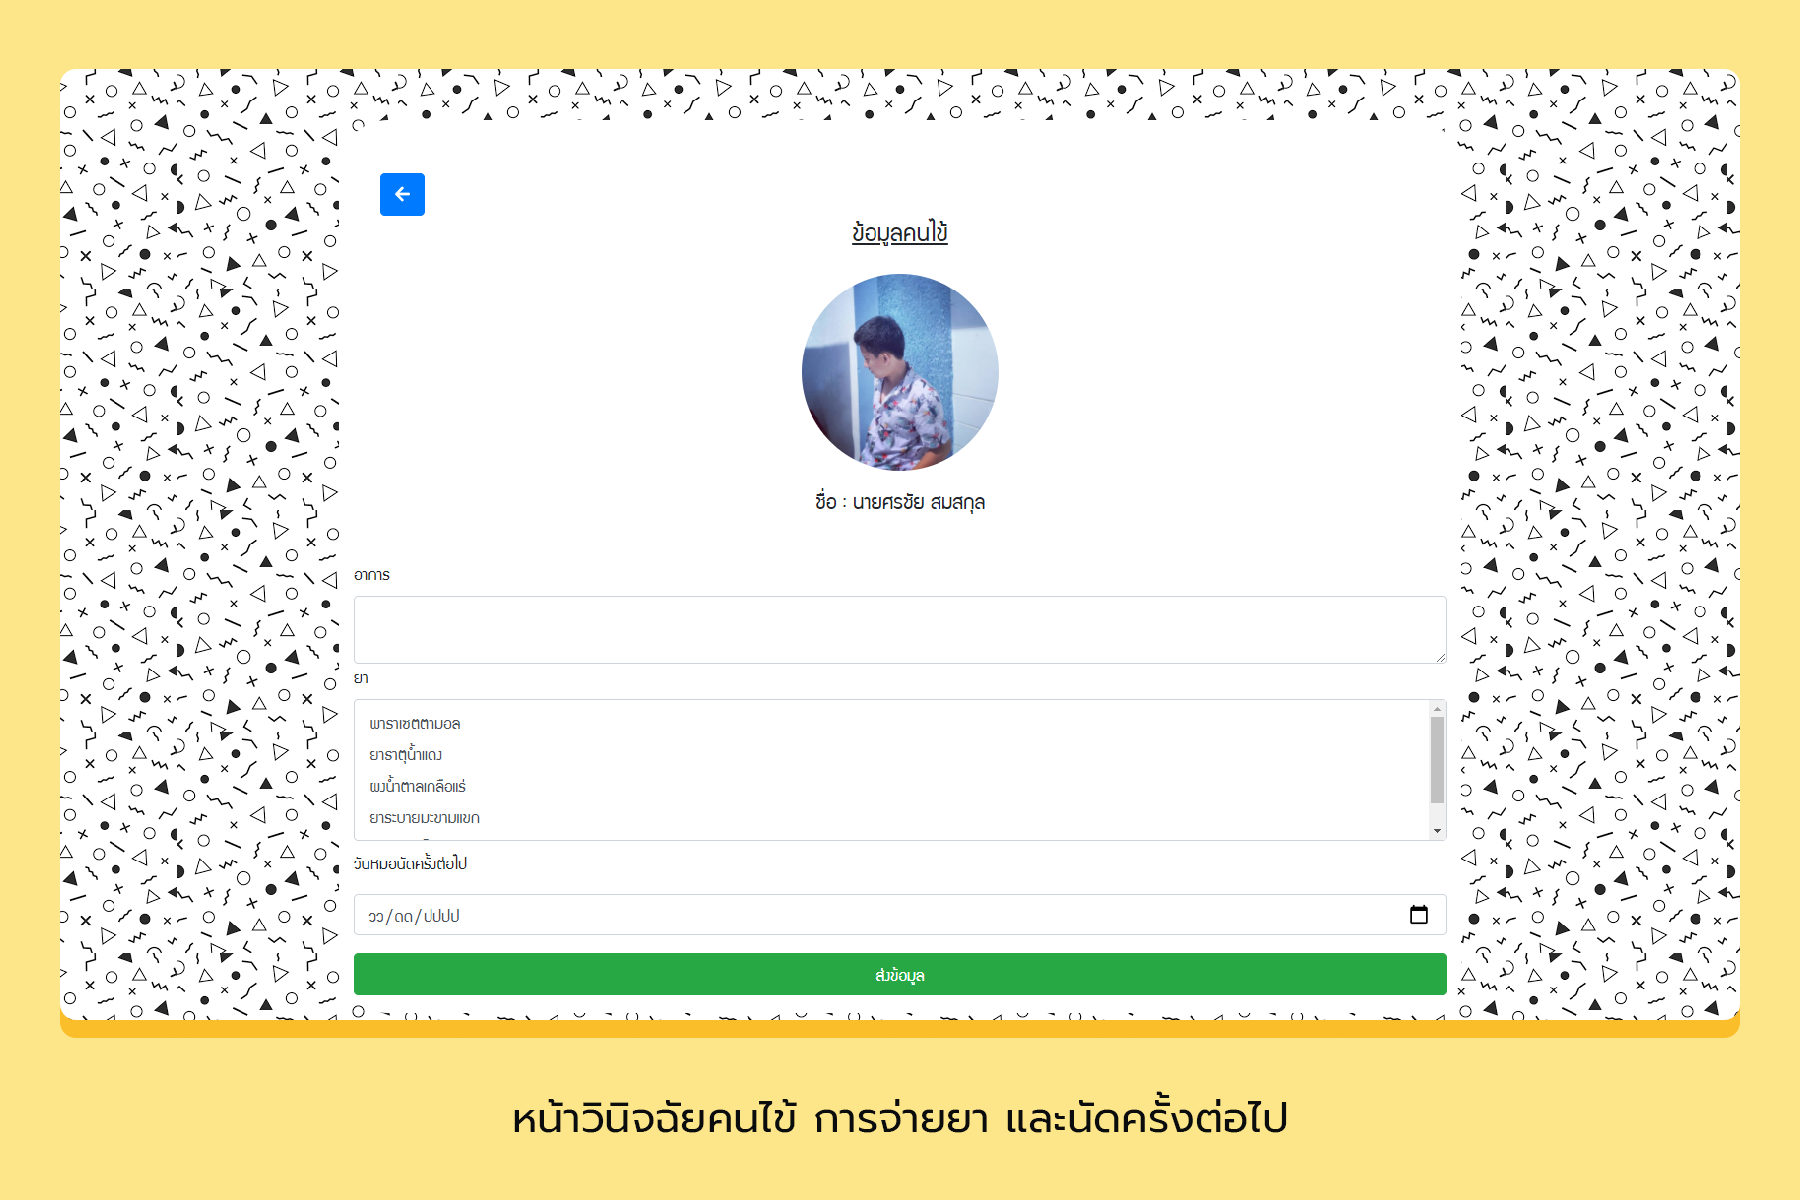 ข้อมูลคนไข้
ชื่อ : นายศรชัย สมสกุล
อาการ
ยา
พาราเซตตามอล
ยาธาตุน้ำแดง
ผงน้ำตาลเกลือแร่
ยาระบายมะขามแขก
วันหมอนัดครั้งต่อไป
วว/ดด/ปปปป
ส่งข้อมูล
หน้าวินิจฉัยคนไข้ การจ่ายยา และนัดครั้งต่อไป